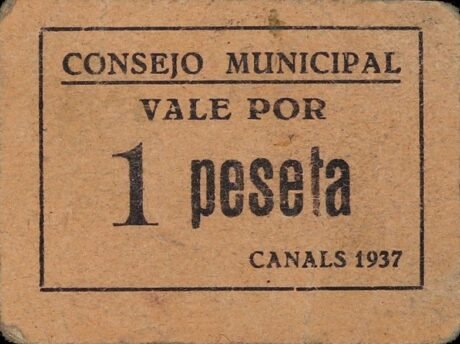 CONSEJO MUNICIPAL
VALE POR
1 peseta
CANALS 1937